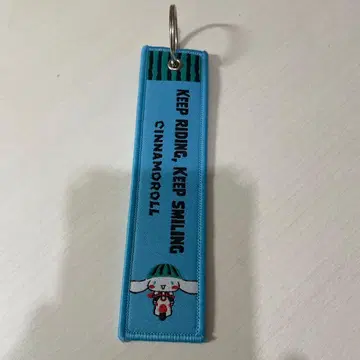 KEEP RIDING, KEEP SMILING
CINNAMOROLL